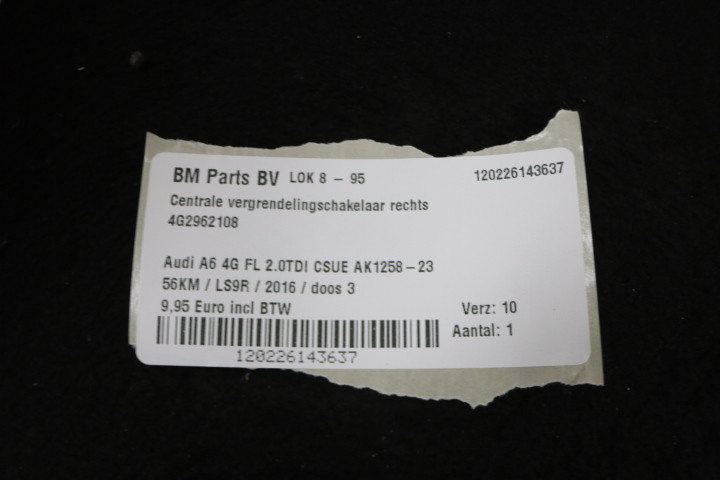 BM Parts BV LOK 8 - 95 120226143637
Centrale vergrendelingschakelaar rechts
4G2962108
Audi A6 4G FL 2.0TDI CSUE AK1258-23
56KM / LS9R / 2016 / doos 3
9,95 Euro incl BTW Verz: 10
Aantal: 1
120226143637